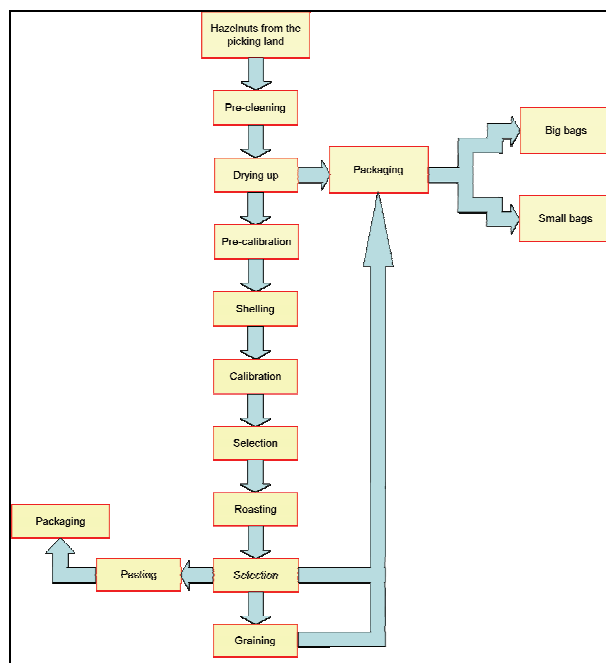 Hazelnuts from the
picking land
Pre-cleaning
Drying up
Packaging
Big bags
Small bags
Pre-calibration
Shelling
Calibration
Selection
Roasting
Packaging
Pasting
Selection
Graining